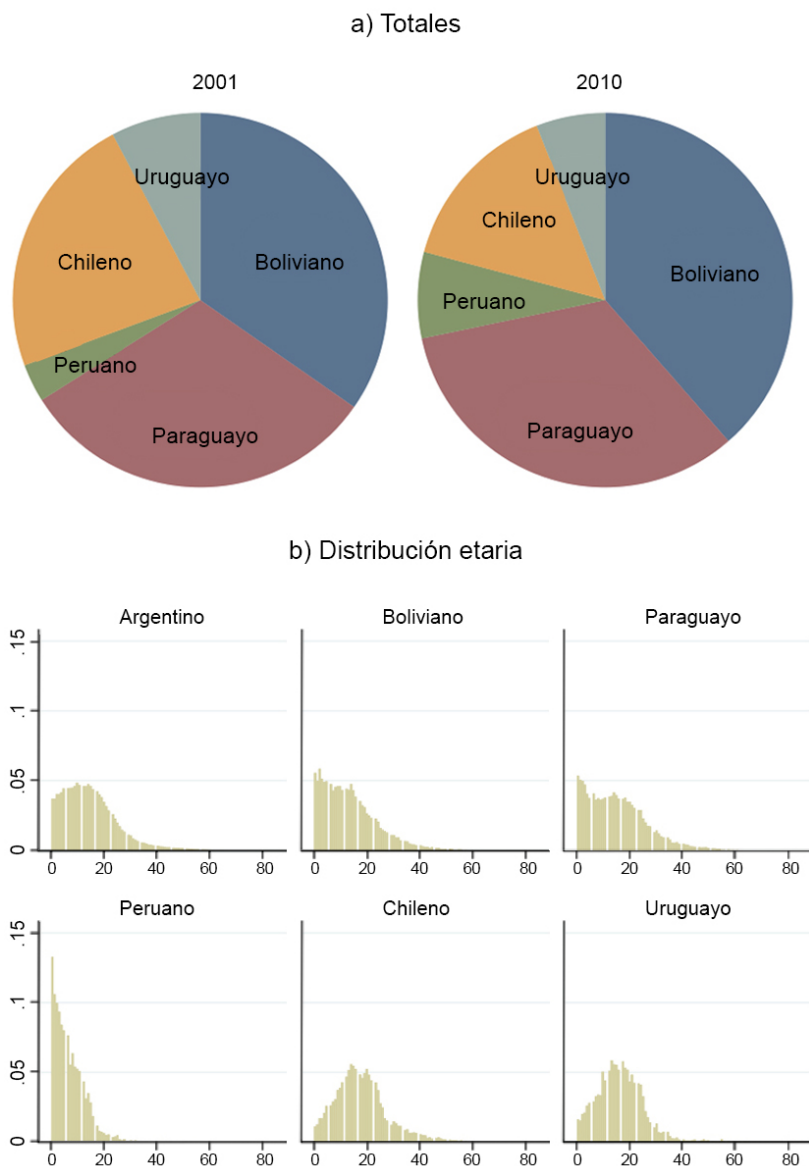 a) Totales
2001
2010
Uruguayo
Chileno
Boliviano
Peruano
Paraguayo
Uruguayo
Chileno
Boliviano
Peruano
Paraguayo
b) Distribución etaria
Argentino
Boliviano
Paraguayo
.15
.1
.05
0
0 20 40 60 80
0 20 40 60 80
0 20 40 60 80
Peruano
Chileno
Uruguayo
.15
.1
.05
0
0 20 40 60 80
0 20 40 60 80
0 20 40 60 80